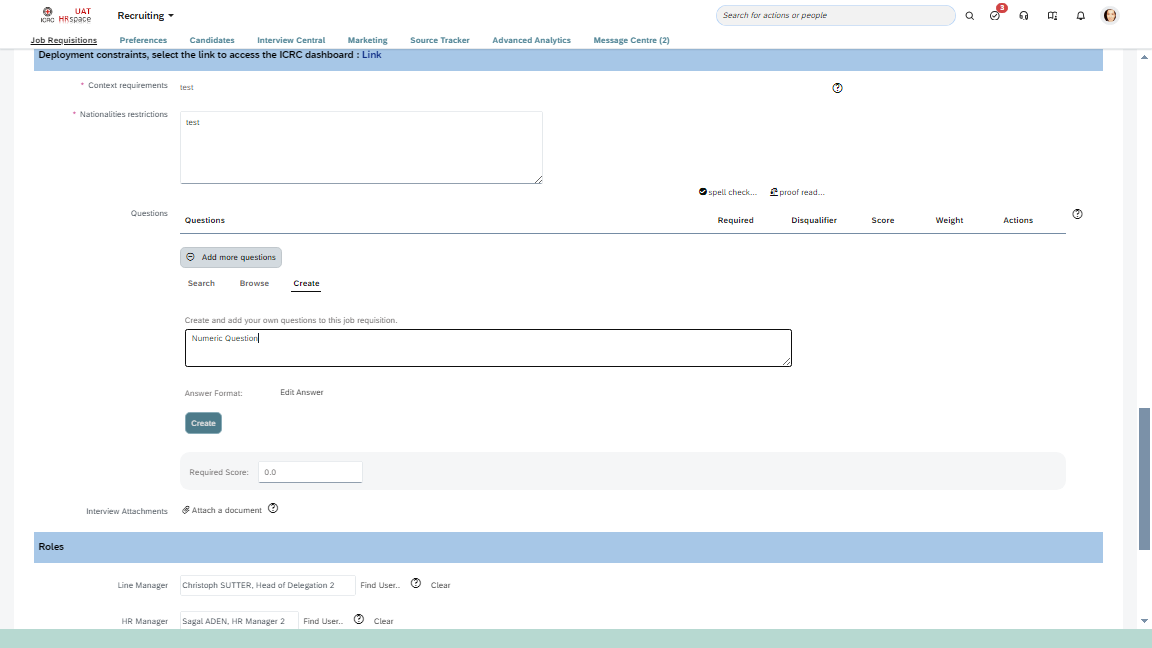 ICRC
UAT
HRspace
Recruiting
Search for actions or people
3
Job Requisitions
Preferences
Candidates
Interview Central
Marketing
Source Tracker
Advanced Analytics
Message Centre (2)
Deployment constraints, select the link to access the ICRC dashboard : Link
* Context requirements
test
* Nationalities restrictions
test
spell check...
proof read...
Questions
Questions
Required
Disqualifier
Score
Weight
Actions
Add more questions
Search
Browse
Create
Create and add your own questions to this job requisition.
Numeric Question
Answer Format:
Edit Answer
Create
Required Score:
0.0
Interview Attachments
Attach a document
Roles
Line Manager
Christoph SUTTER, Head of Delegation 2
Find User..
Clear
HR Manager
Sagal ADEN, HR Manager 2
Find User..
Clear